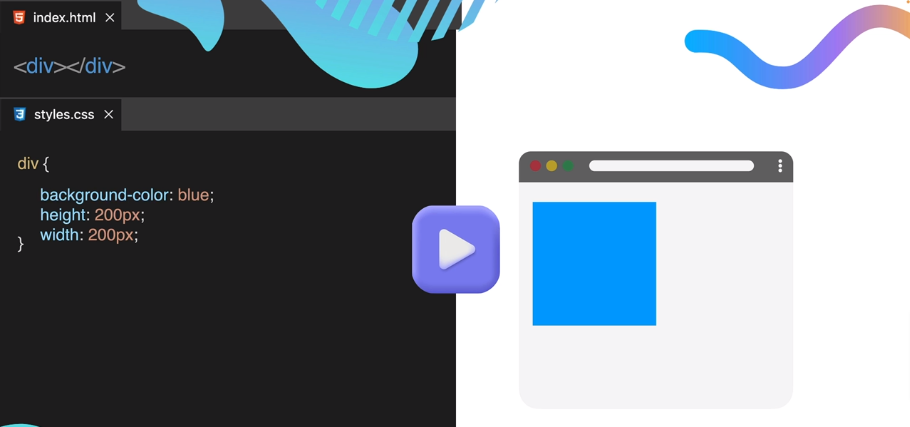 index.html
<div></div>
styles.css
div {
background-color: blue;
height: 200px;
width: 200px;
}